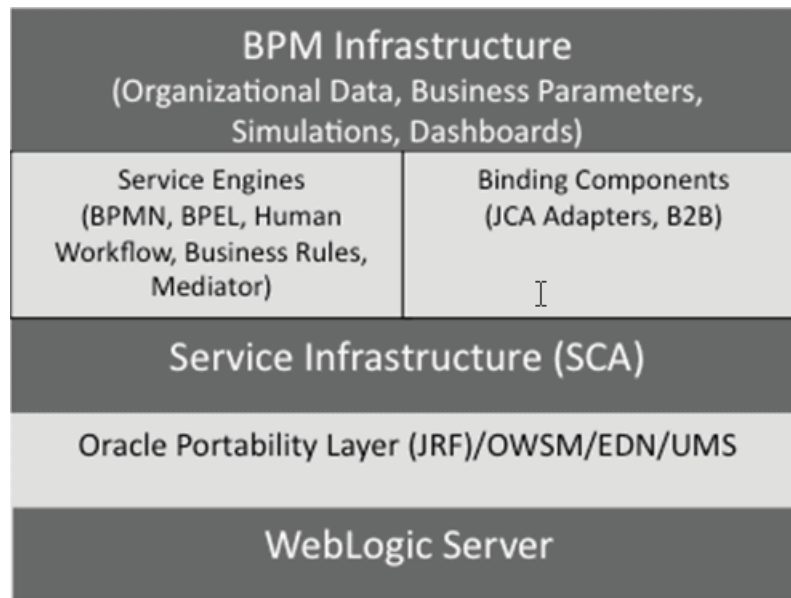 BPM Infrastructure
(Organizational Data, Business Parameters,
Simulations, Dashboards)
Service Engines
(BPMN, BPEL, Human
Workflow, Business Rules,
Mediator)
Binding Components
(JCA Adapters, B2B)
Service Infrastructure (SCA)
Oracle Portability Layer (JRF)/OWSM/EDN/UMS
WebLogic Server